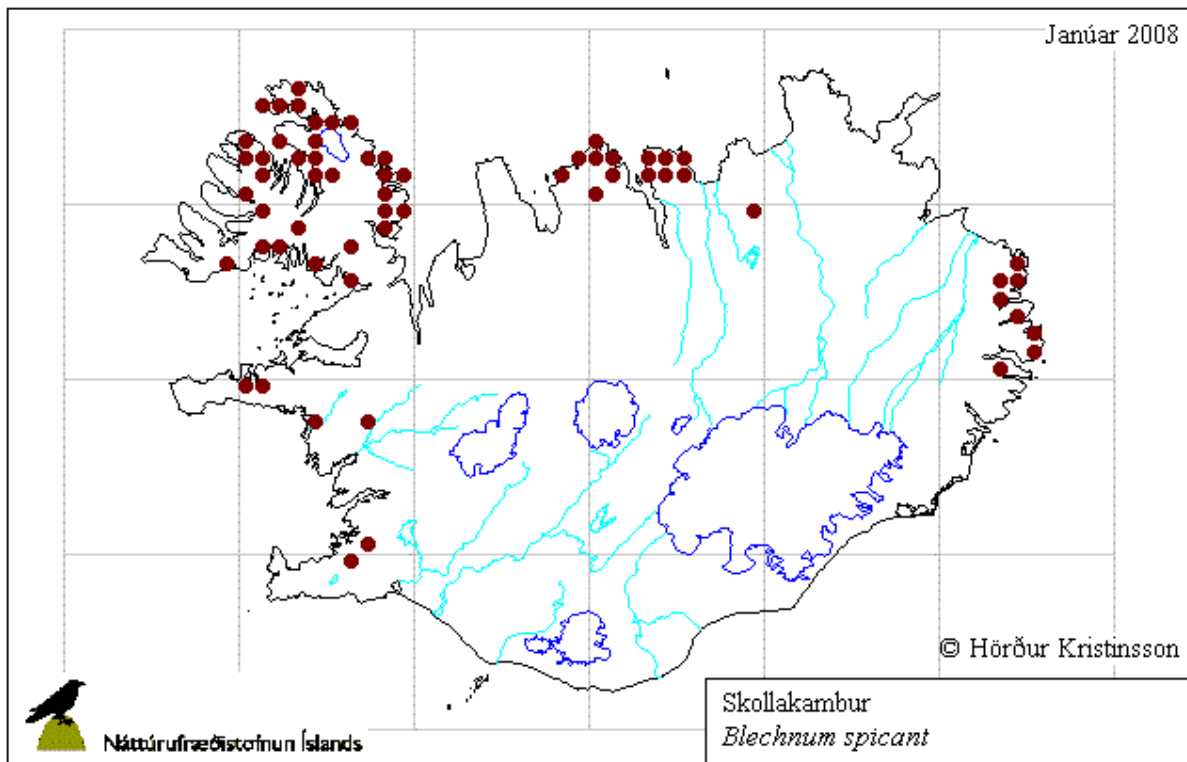 Janúar 2008
© Hörður Kristinsson
Skollakambur
Blechnum spicant
Náttúrufræðistofnun Íslands